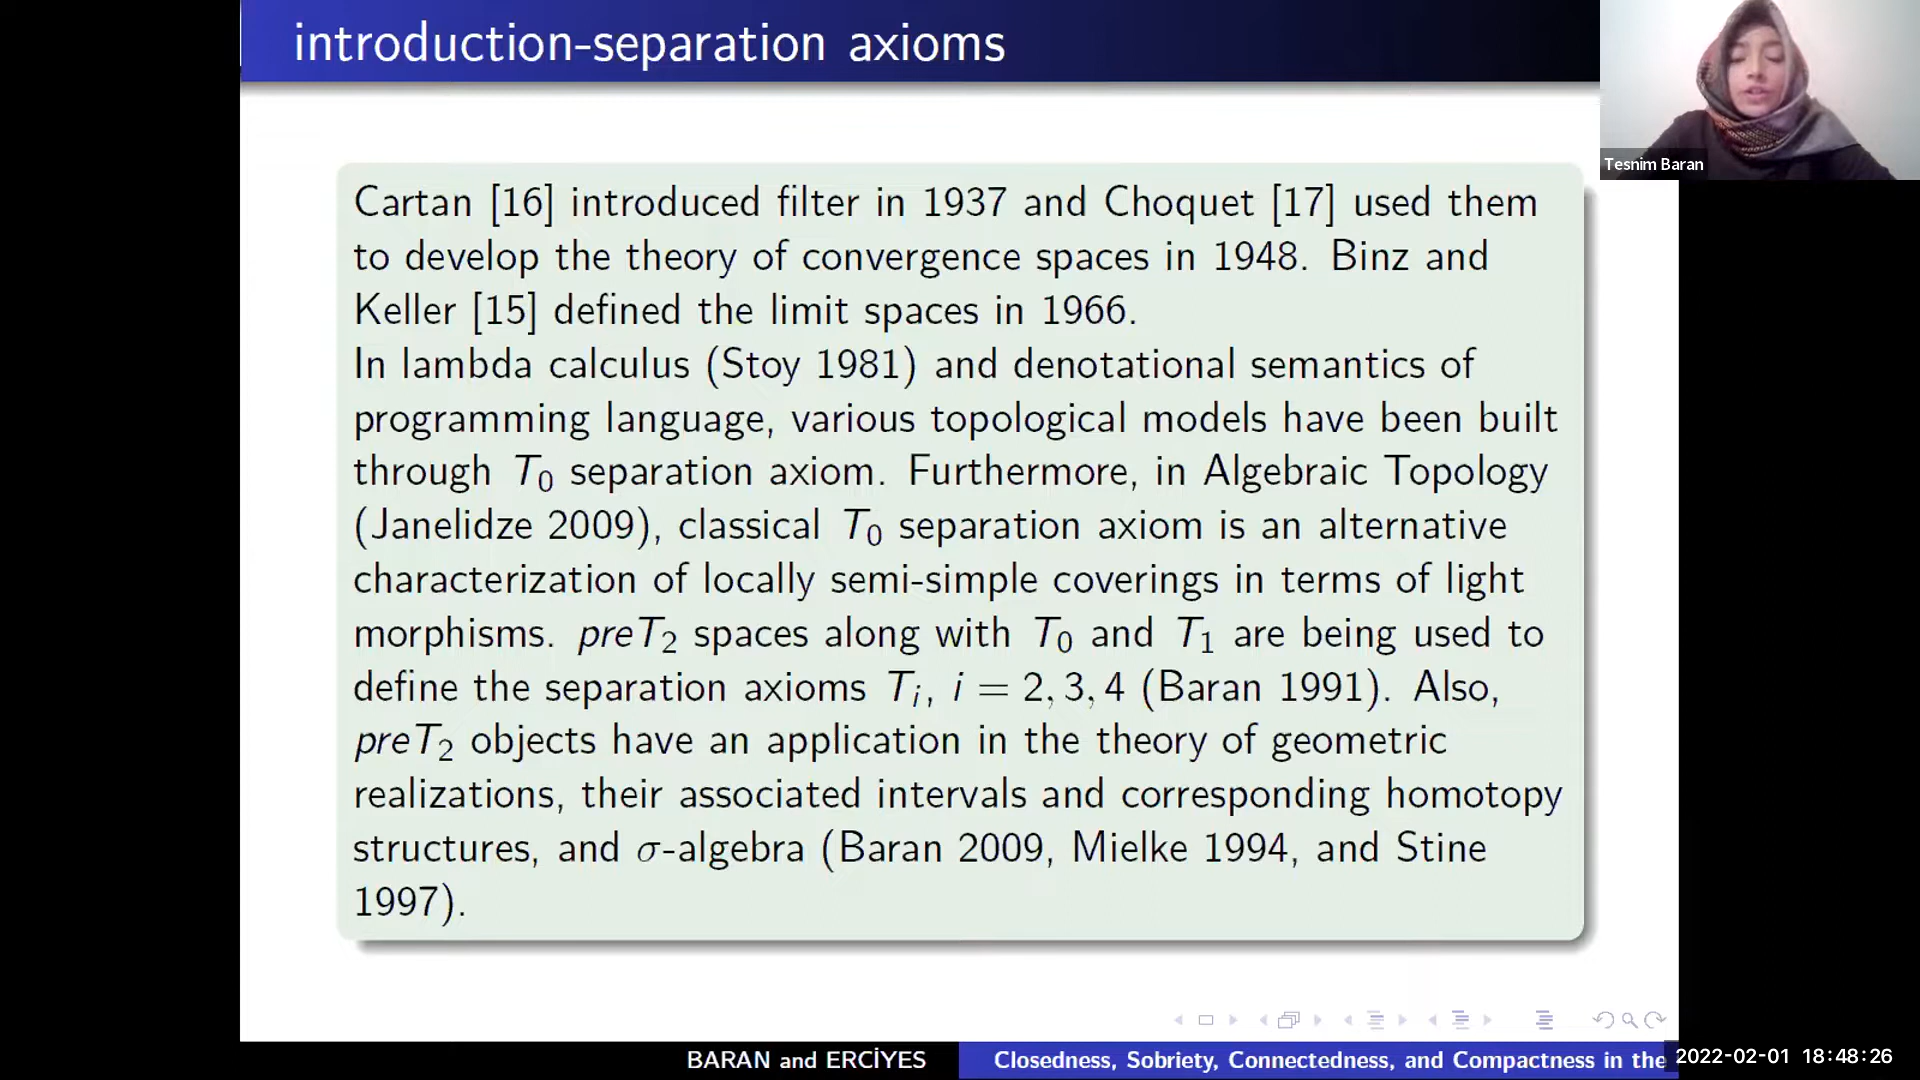 introduction-separation axioms
Tesnim Baran
Cartan [16] introduced filter in 1937 and Choquet [17] used them
to develop the theory of convergence spaces in 1948. Binz and
Keller [15] defined the limit spaces in 1966.
In lambda calculus (Stoy 1981) and denotational semantics of
programming language, various topological models have been built
through T₀ separation axiom. Furthermore, in Algebraic Topology
(Janelidze 2009), classical T₀ separation axiom is an alternative
characterization of locally semi-simple coverings in terms of light
morphisms. preT₂ spaces along with T₀ and T₁ are being used to
define the separation axioms Tᵢ, i = 2, 3, 4 (Baran 1991). Also,
preT₂ objects have an application in the theory of geometric
realizations, their associated intervals and corresponding homotopy
structures, and σ-algebra (Baran 2009, Mielke 1994, and Stine
1997).
BARAN and ERCİYES
Closedness, Sobriety, Connectedness, and Compactness in the
2022-02-01 18:48:26